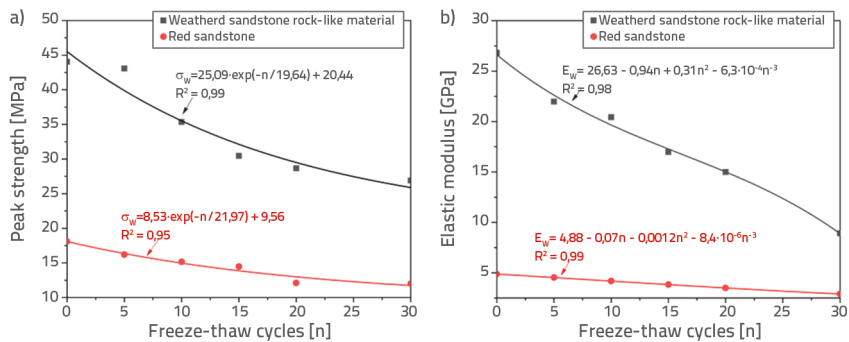 a)
Weatherd sandstone rock-like material
Red sandstone
Peak strength [MPa]
50
45
40
35
30
25
20
15
10
σw=25,09·exp(-n/19,64) + 20,44
R² = 0,99
σw=8,53·exp(-n/21,97) + 9,56
R² = 0,95
0 5 10 15 20 25 30
Freeze-thaw cycles [n]
b)
Weatherd sandstone rock-like material
Red sandstone
Elastic modulus [GPa]
30
25
20
15
10
5
Ew= 26,63 - 0,94n + 0,31n² - 6,3·10⁻⁴n⁻³
R² = 0,98
Ew= 4,88 - 0,07n - 0,0012n² - 8,4·10⁻⁶n⁻³
R² = 0,99
0 5 10 15 20 25 30
Freeze-thaw cycles [n]